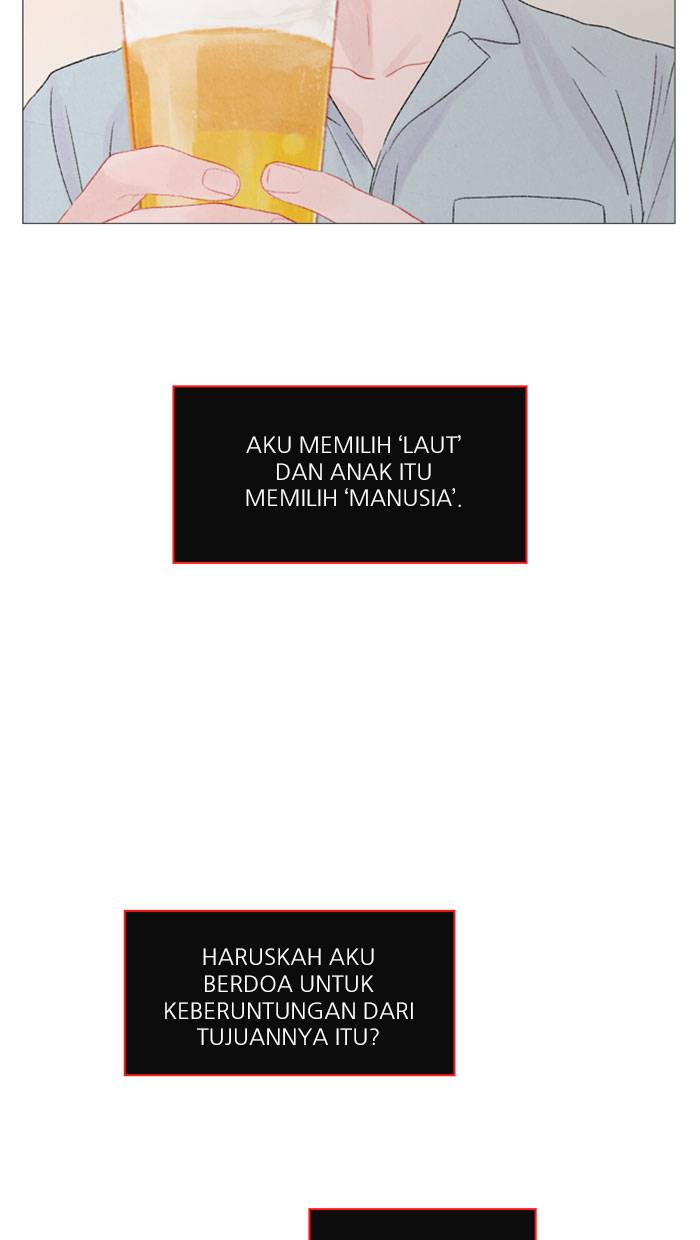 AKU MEMILIH ‘LAUT’
DAN ANAK ITU
MEMILIH ‘MANUSIA’.
HARUSKAH AKU
BERDOA UNTUK
KEBERUNTUNGAN DARI
TUJUANNYA ITU?